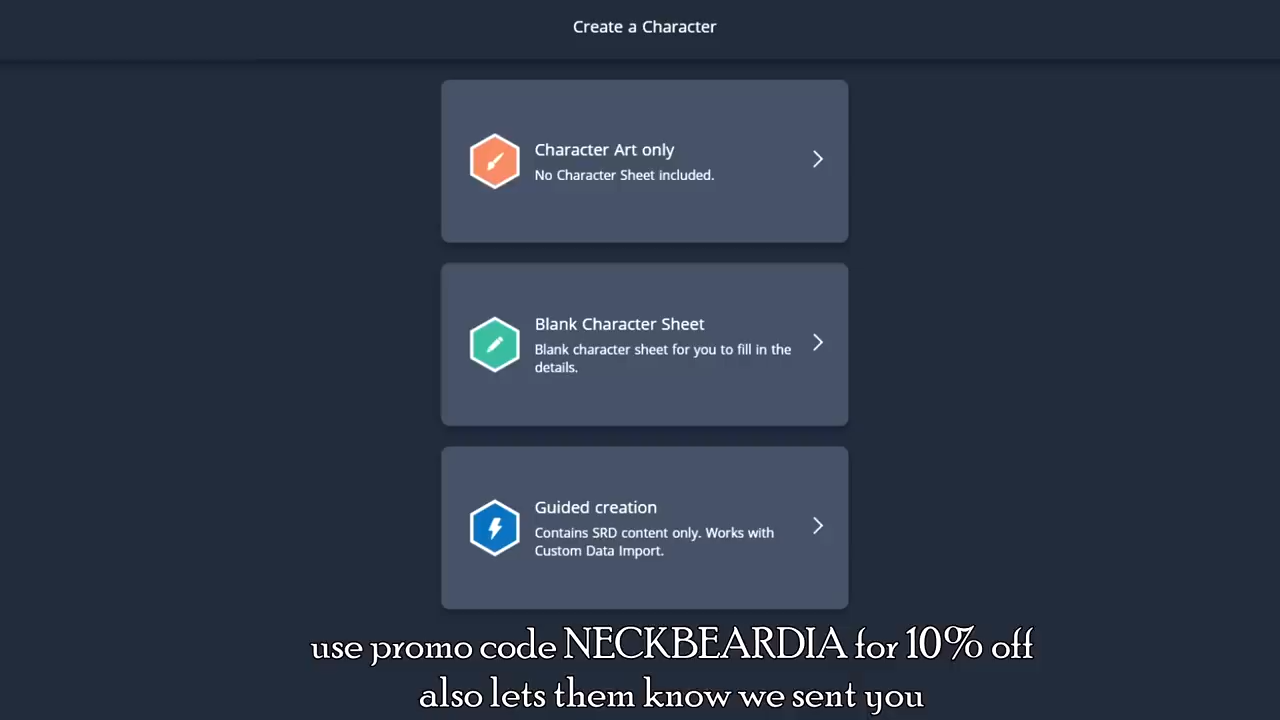 Create a Character
Character Art only
No Character Sheet included.
Blank Character Sheet
Blank character sheet for you to fill in the
details.
Guided creation
Contains SRD content only. Works with
Custom Data Import.
use promo code NECKBEARDIA for 10% off
also lets them know we sent you